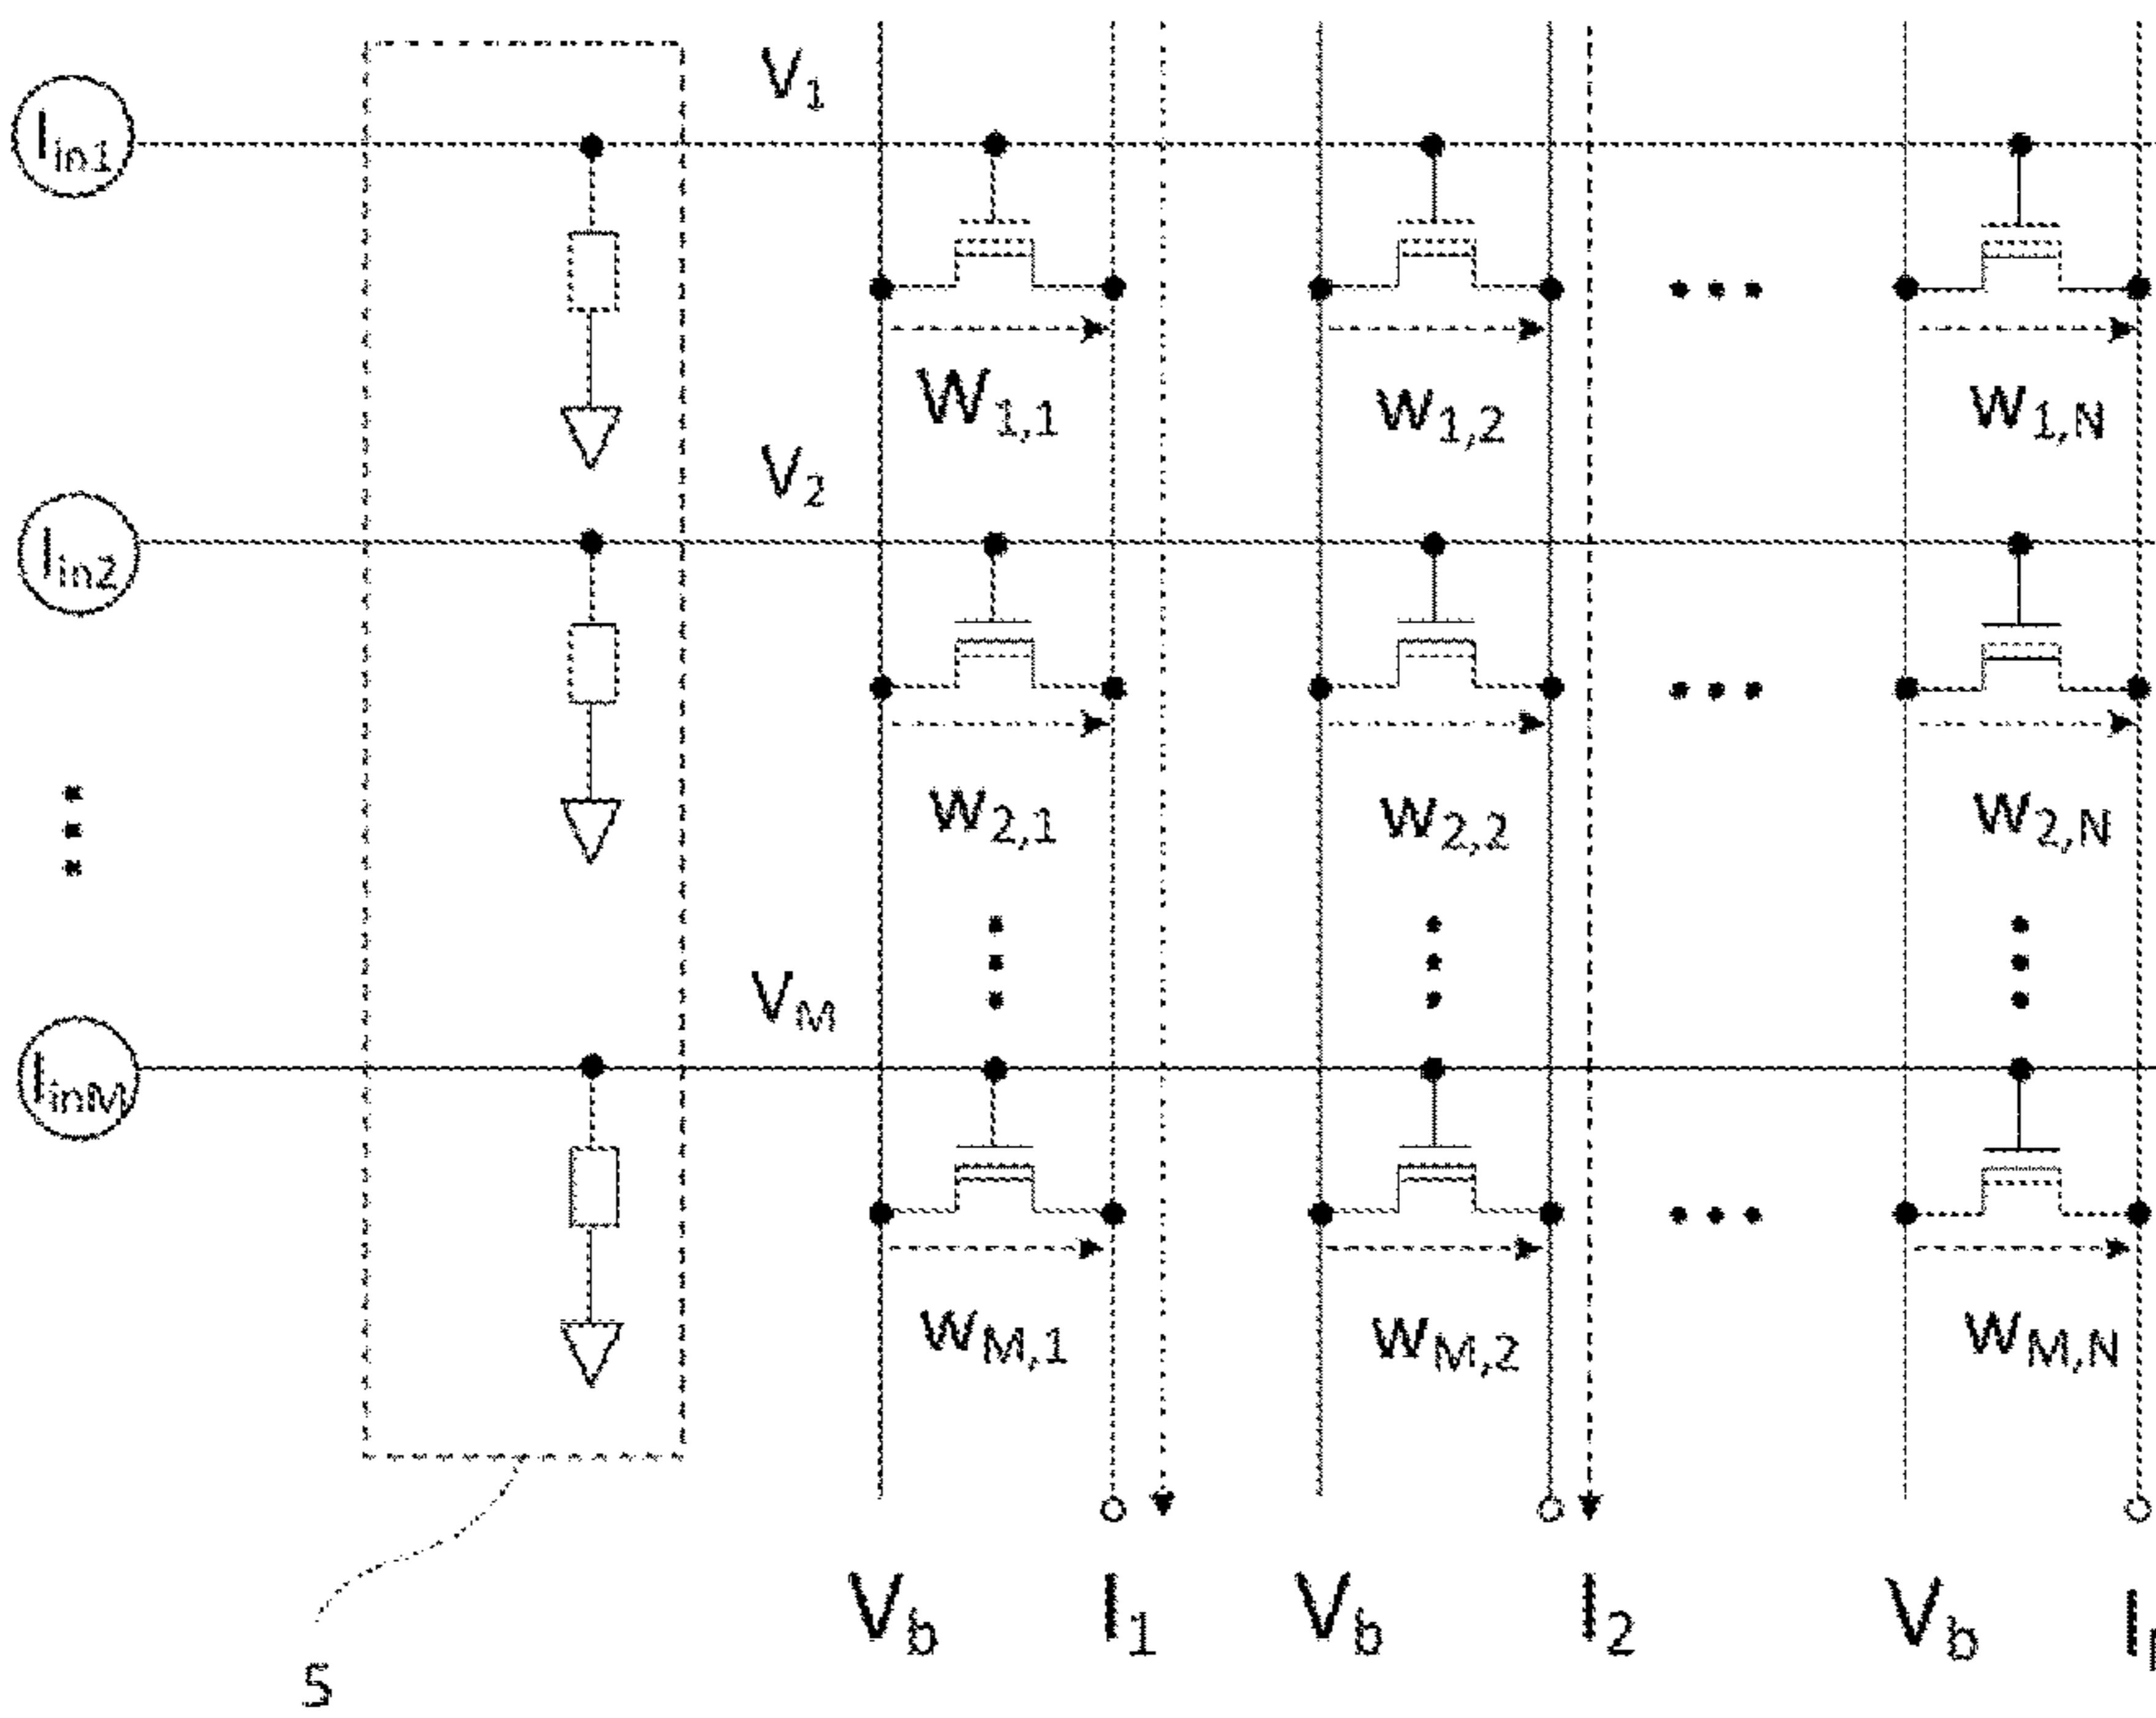 V₁
Iin1
W₁,₁ W₁,₂ W₁,N
V₂
Iin2
W₂,₁ W₂,₂ W₂,N
VM
IinM
WM,₁ WM,₂ WM,N
Vb I₁ Vb I₂ Vb
5